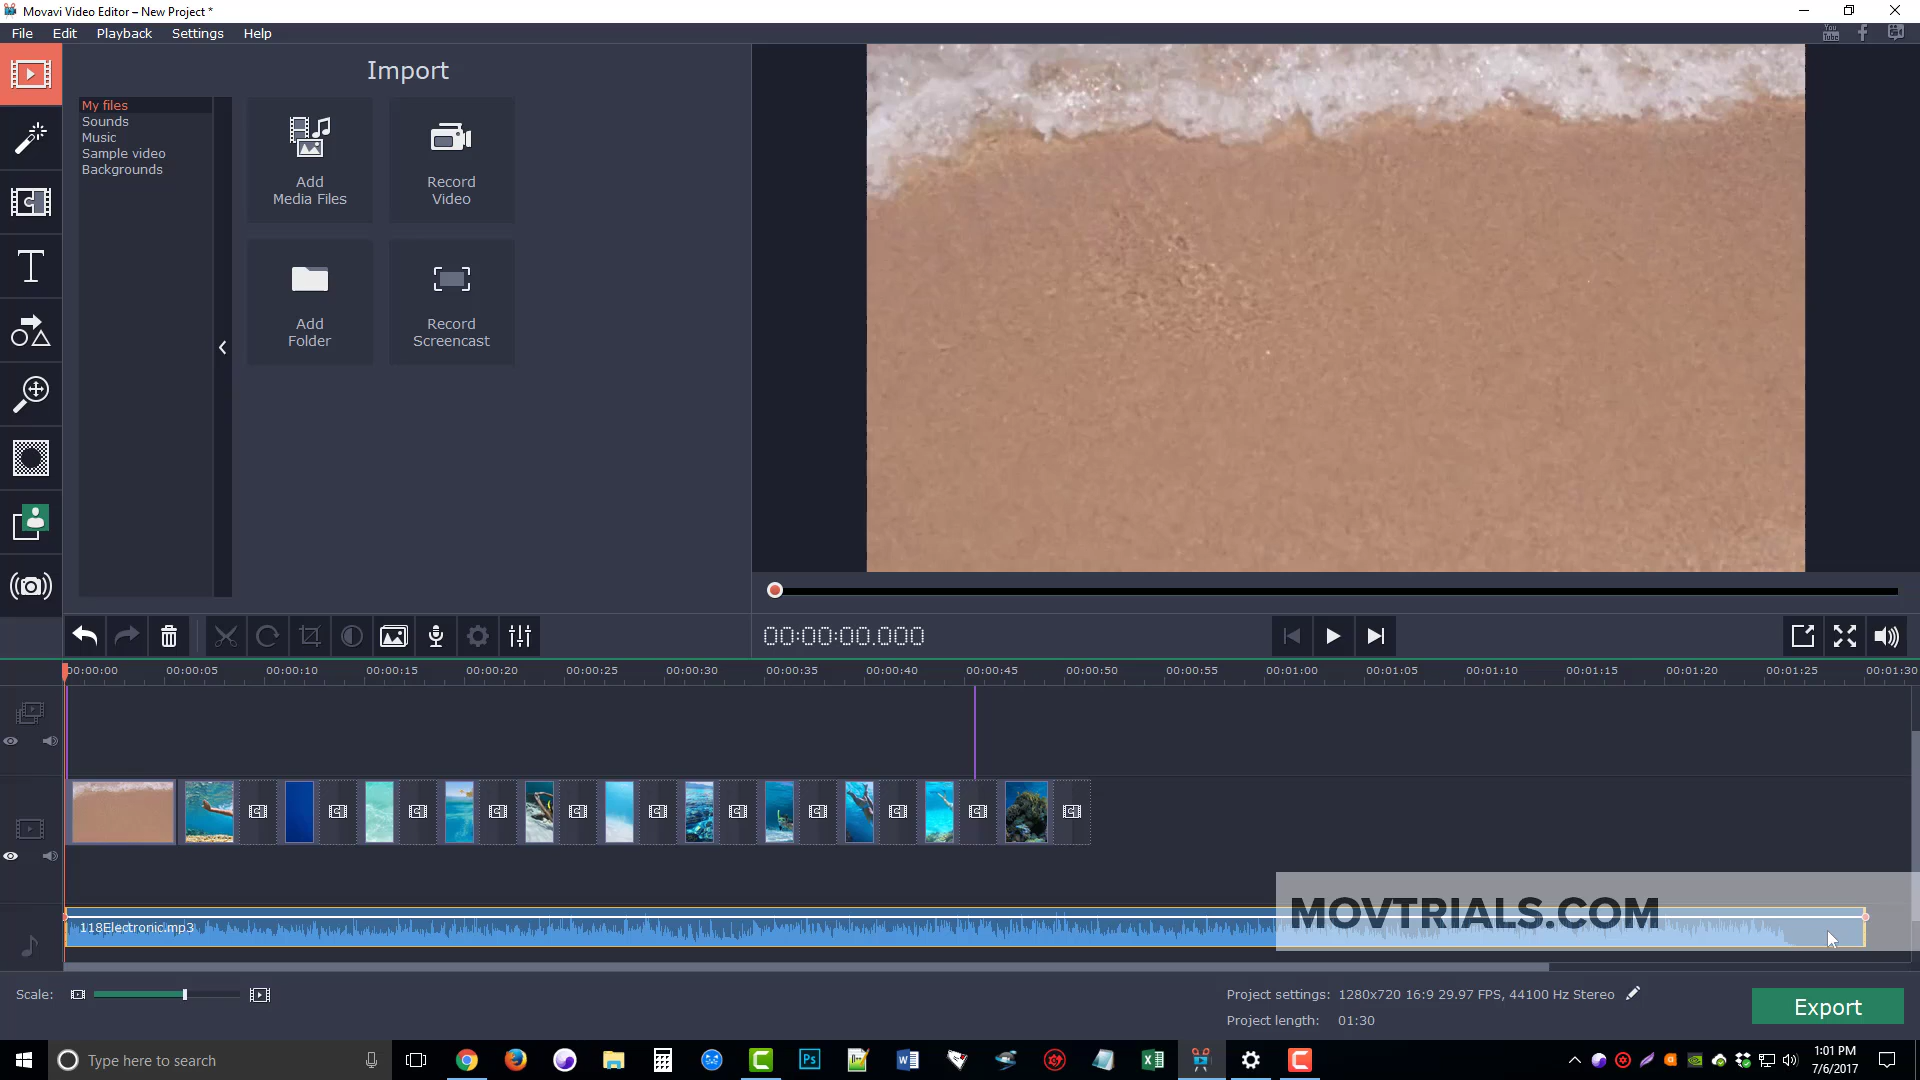 Movavi Video Editor – New Project *
File Edit Playback Settings Help
You Tube
Import
My files
Sounds
Music
Sample video
Backgrounds
Add
Media Files
Record
Video
Add
Folder
Record
Screencast
00:00:00.000
00:00:00 00:00:05 00:00:10 00:00:15 00:00:20 00:00:25 00:00:30 00:00:35 00:00:40 00:00:45 00:00:50 00:00:55 00:01:00 00:01:05 00:01:10 00:01:15 00:01:20 00:01:25 00:01:30
MOVTRIALS.COM
118Electronic.mp3
Scale:
Project settings: 1280x720 16:9 29.97 FPS, 44100 Hz Stereo
Project length: 01:30
Export
Type here to search
Ps
1:01 PM
7/6/2017